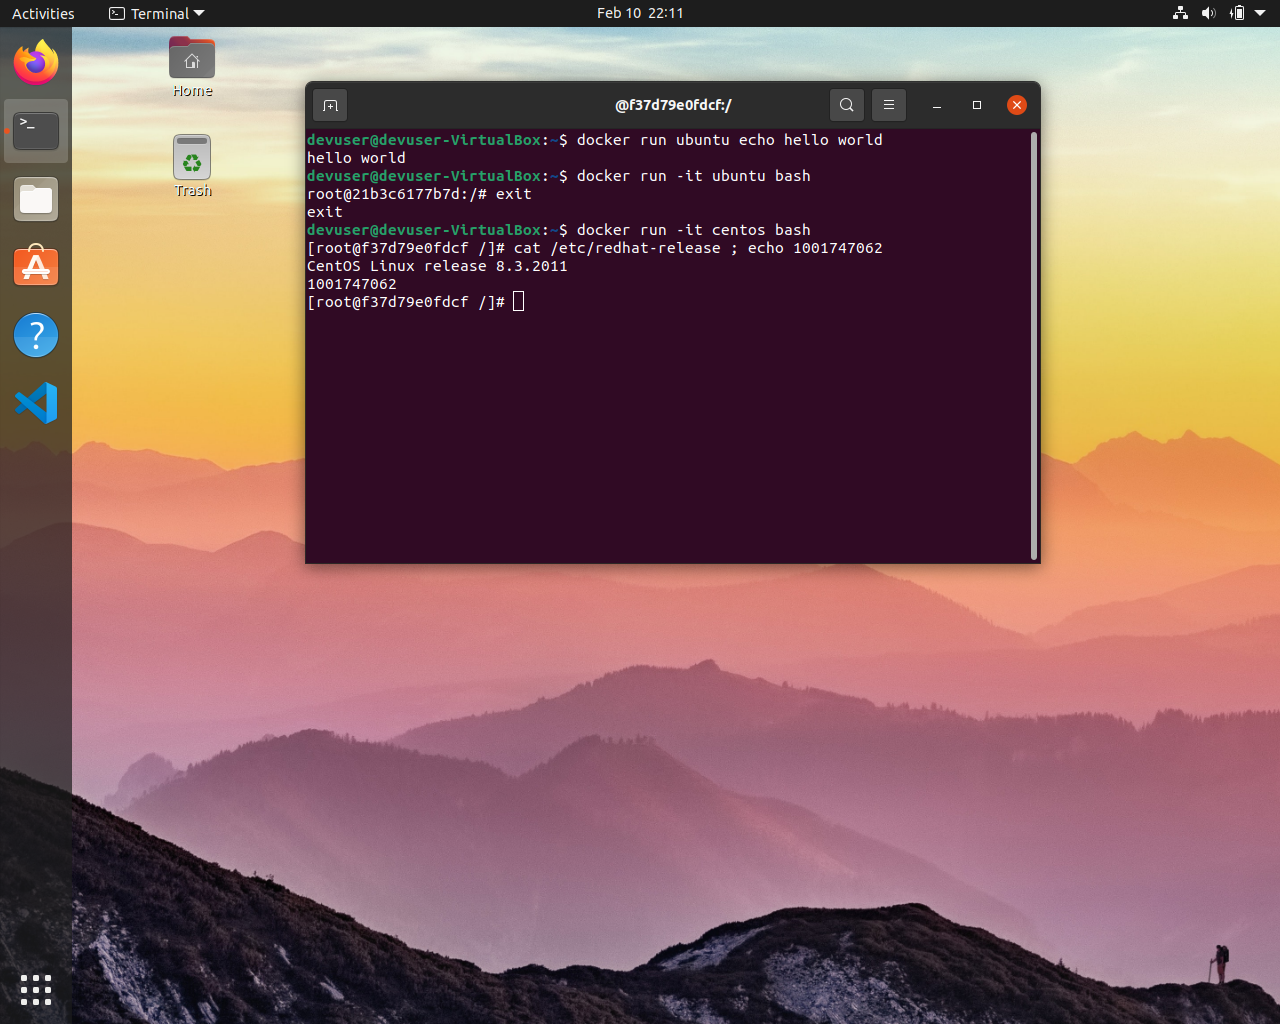 Activities
Terminal
Feb 10 22:11
Home
Trash
@f37d79e0fdcf:/
devuser@devuser-VirtualBox:~$ docker run ubuntu echo hello world
hello world
devuser@devuser-VirtualBox:~$ docker run -it ubuntu bash
root@21b3c6177b7d:/# exit
exit
devuser@devuser-VirtualBox:~$ docker run -it centos bash
[root@f37d79e0fdcf /]# cat /etc/redhat-release ; echo 1001747062
CentOS Linux release 8.3.2011
1001747062
[root@f37d79e0fdcf /]#